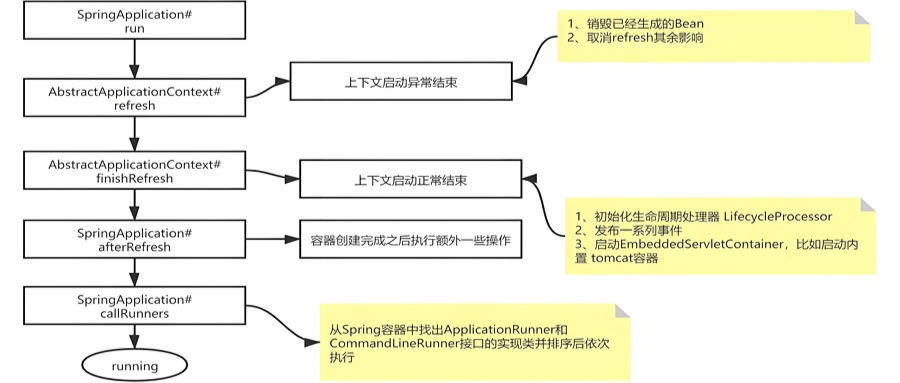 SpringApplication#
run
1、销毁已经生成的Bean
2、取消refresh其余影响
AbstractApplicationContext#
refresh
上下文启动异常结束
AbstractApplicationContext#
finishRefresh
上下文启动正常结束
1、初始化生命周期处理器 LifecycleProcessor
2、发布一系列事件
3、启动EmbeddedServletContainer，比如启动内
置 tomcat容器
SpringApplication#
afterRefresh
容器创建完成之后执行额外一些操作
SpringApplication#
callRunners
从Spring容器中找出ApplicationRunner和
CommandLineRunner接口的实现类并排序后依次
执行
running